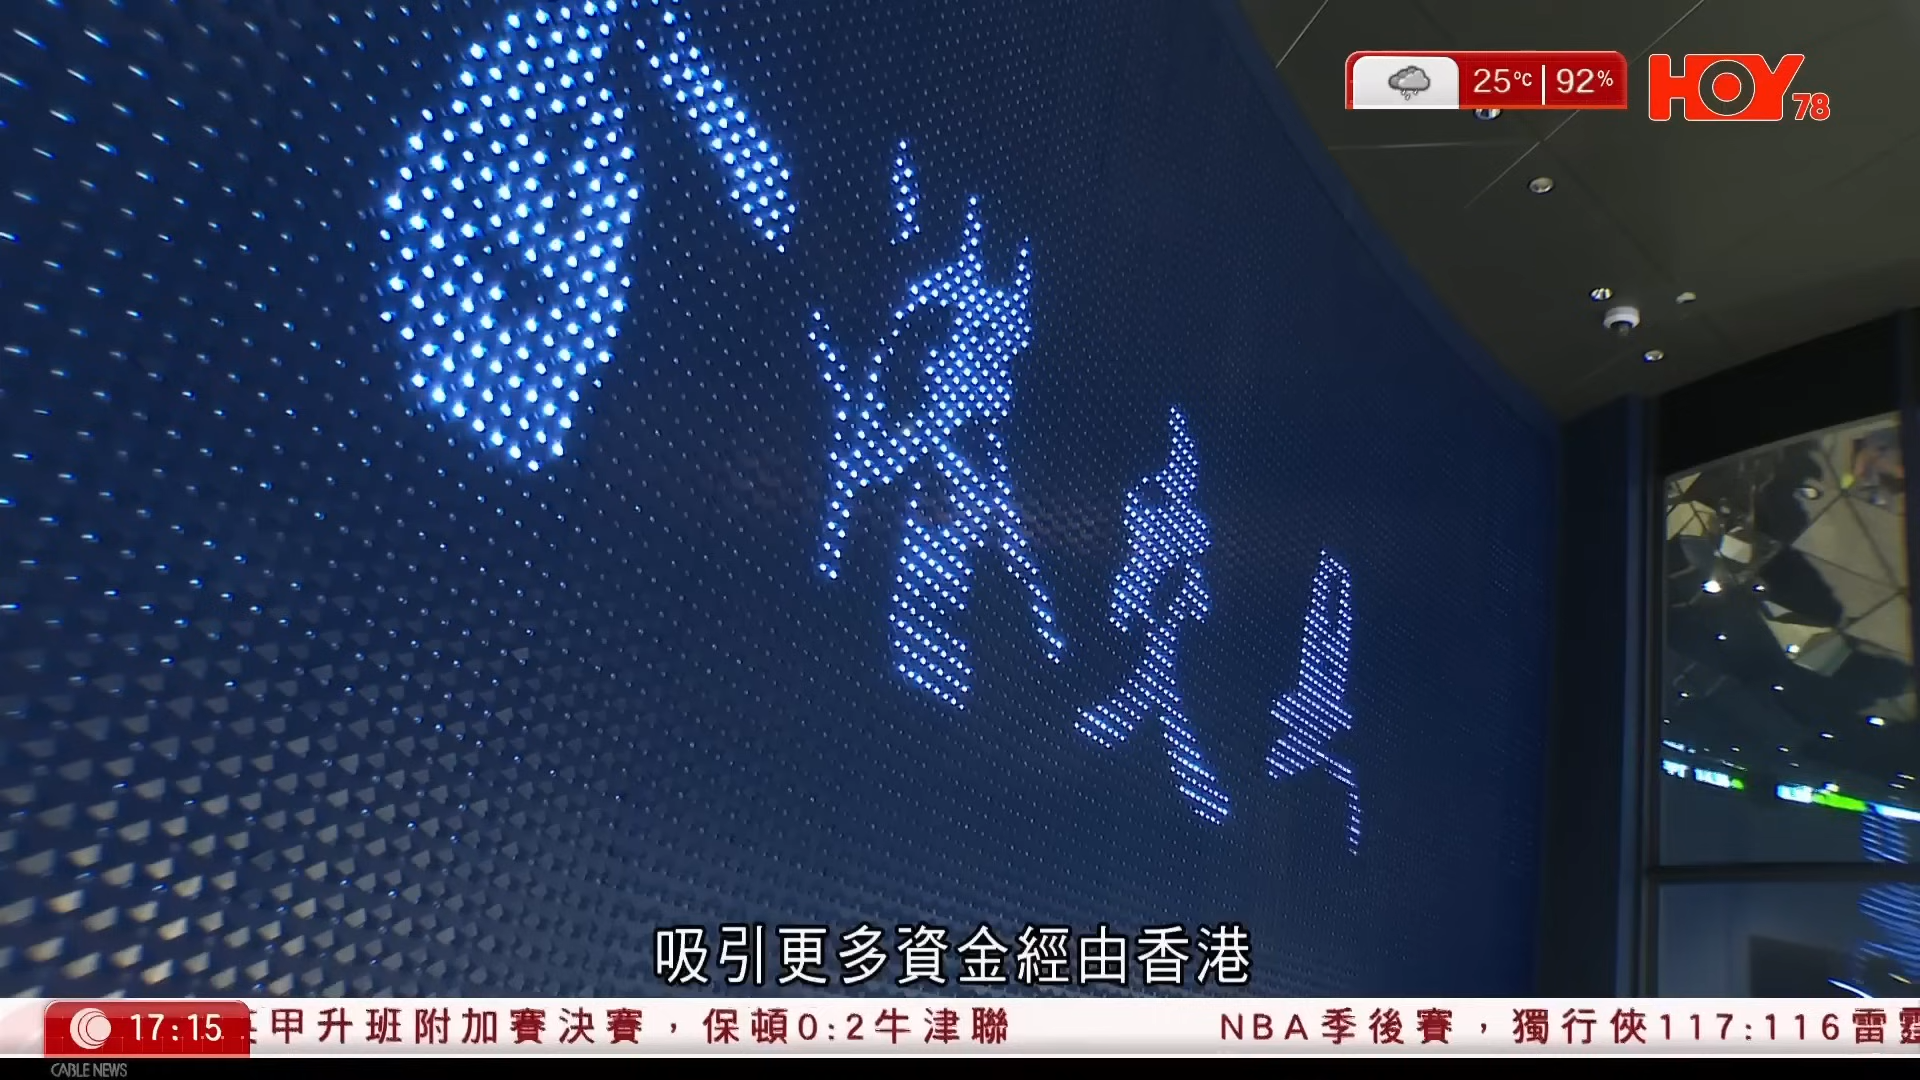 25°C 92%
HOY 78
吸引更多資金經由香港
17:15 甲升班附加賽決賽，保頓0:2牛津聯 NBA季後賽，獨行俠117:116雷霆
CABLE NEWS